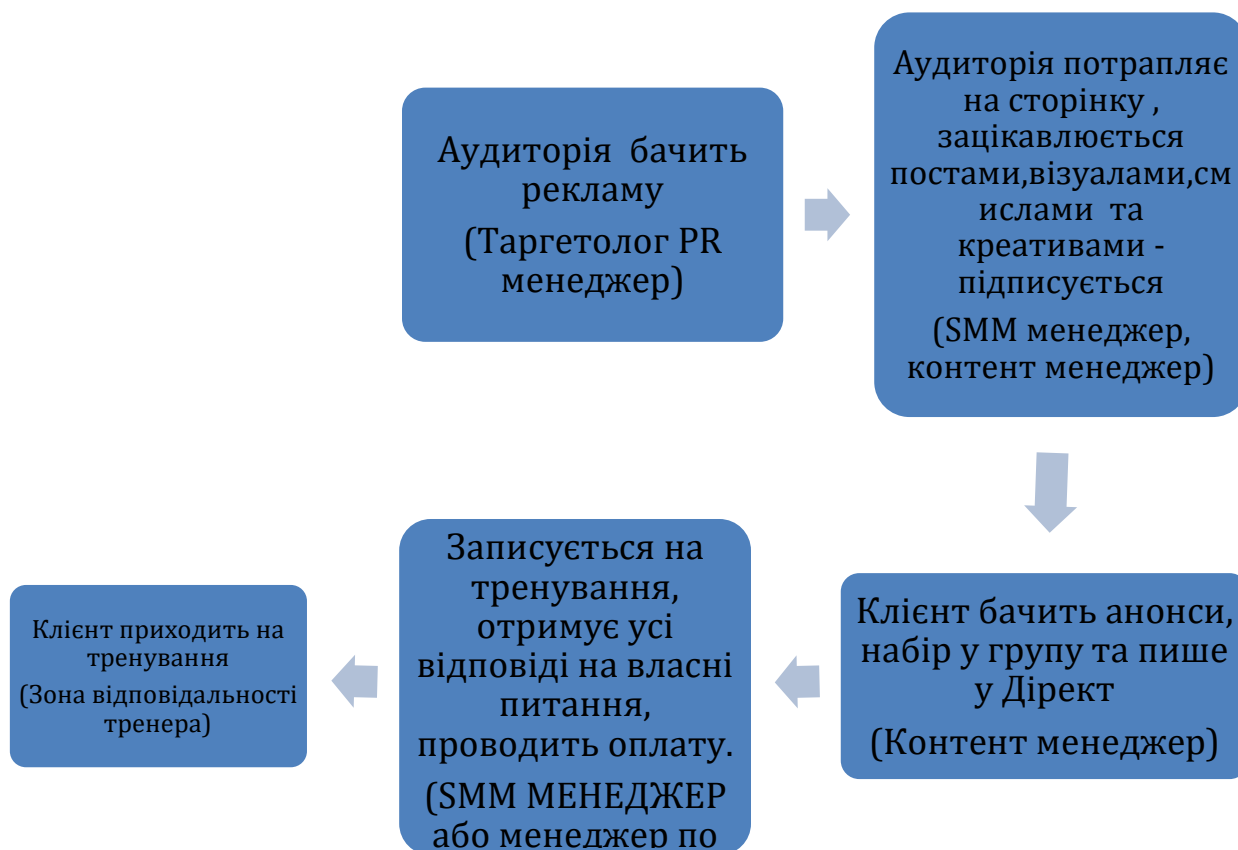 Аудиторія бачить
рекламу
(Таргетолог PR
менеджер)
Аудиторія потрапляє
на сторінку ,
зацікавлюється
постами,візуалами,см
ислами та
креативами -
підписується
(SMM менеджер,
контент менеджер)
Клієнт бачить анонси,
набір у групу та пише
у Дірект
(Контент менеджер)
Записується на
тренування,
отримує усі
відповіді на власні
питання,
проводить оплату.
(SMM МЕНЕДЖЕР
або менеджер по
Клієнт приходить на
тренування
(Зона відповідальності
тренера)